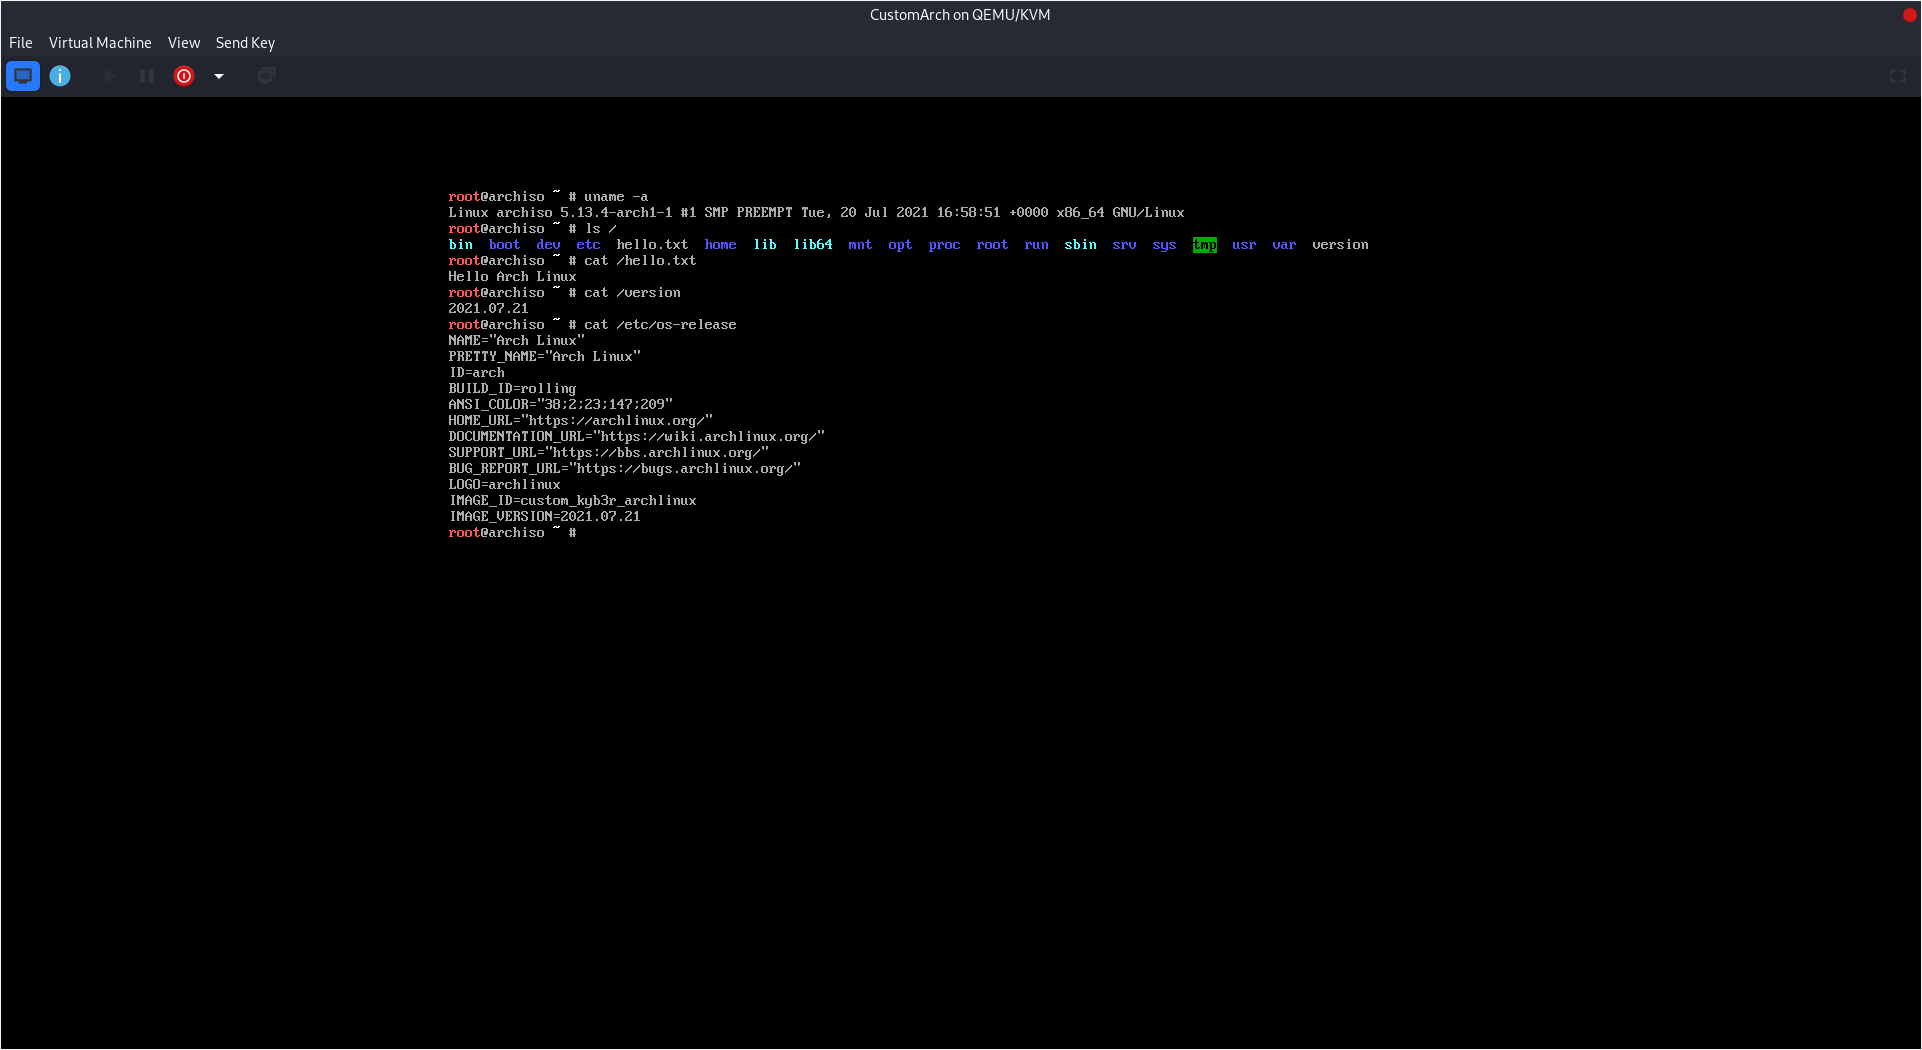 CustomArch on QEMU/KVM
File Virtual Machine View Send Key
root@archiso ~ # uname -a
Linux archiso 5.13.4-arch1-1 #1 SMP PREEMPT Tue, 20 Jul 2021 16:58:51 +0000 x86_64 GNU/Linux
root@archiso ~ # ls /
bin boot dev etc hello.txt home lib lib64 mnt opt proc root run sbin srv sys tmp usr var version
root@archiso ~ # cat /hello.txt
Hello Arch Linux
root@archiso ~ # cat /version
2021.07.21
root@archiso ~ # cat /etc/os-release
NAME="Arch Linux"
PRETTY_NAME="Arch Linux"
ID=arch
BUILD_ID=rolling
ANSI_COLOR="38;2;23;147;209"
HOME_URL="https://archlinux.org/"
DOCUMENTATION_URL="https://wiki.archlinux.org/"
SUPPORT_URL="https://bbs.archlinux.org/"
BUG_REPORT_URL="https://bugs.archlinux.org/"
LOGO=archlinux
IMAGE_ID=custom_kyb3r_archlinux
IMAGE_VERSION=2021.07.21
root@archiso ~ #